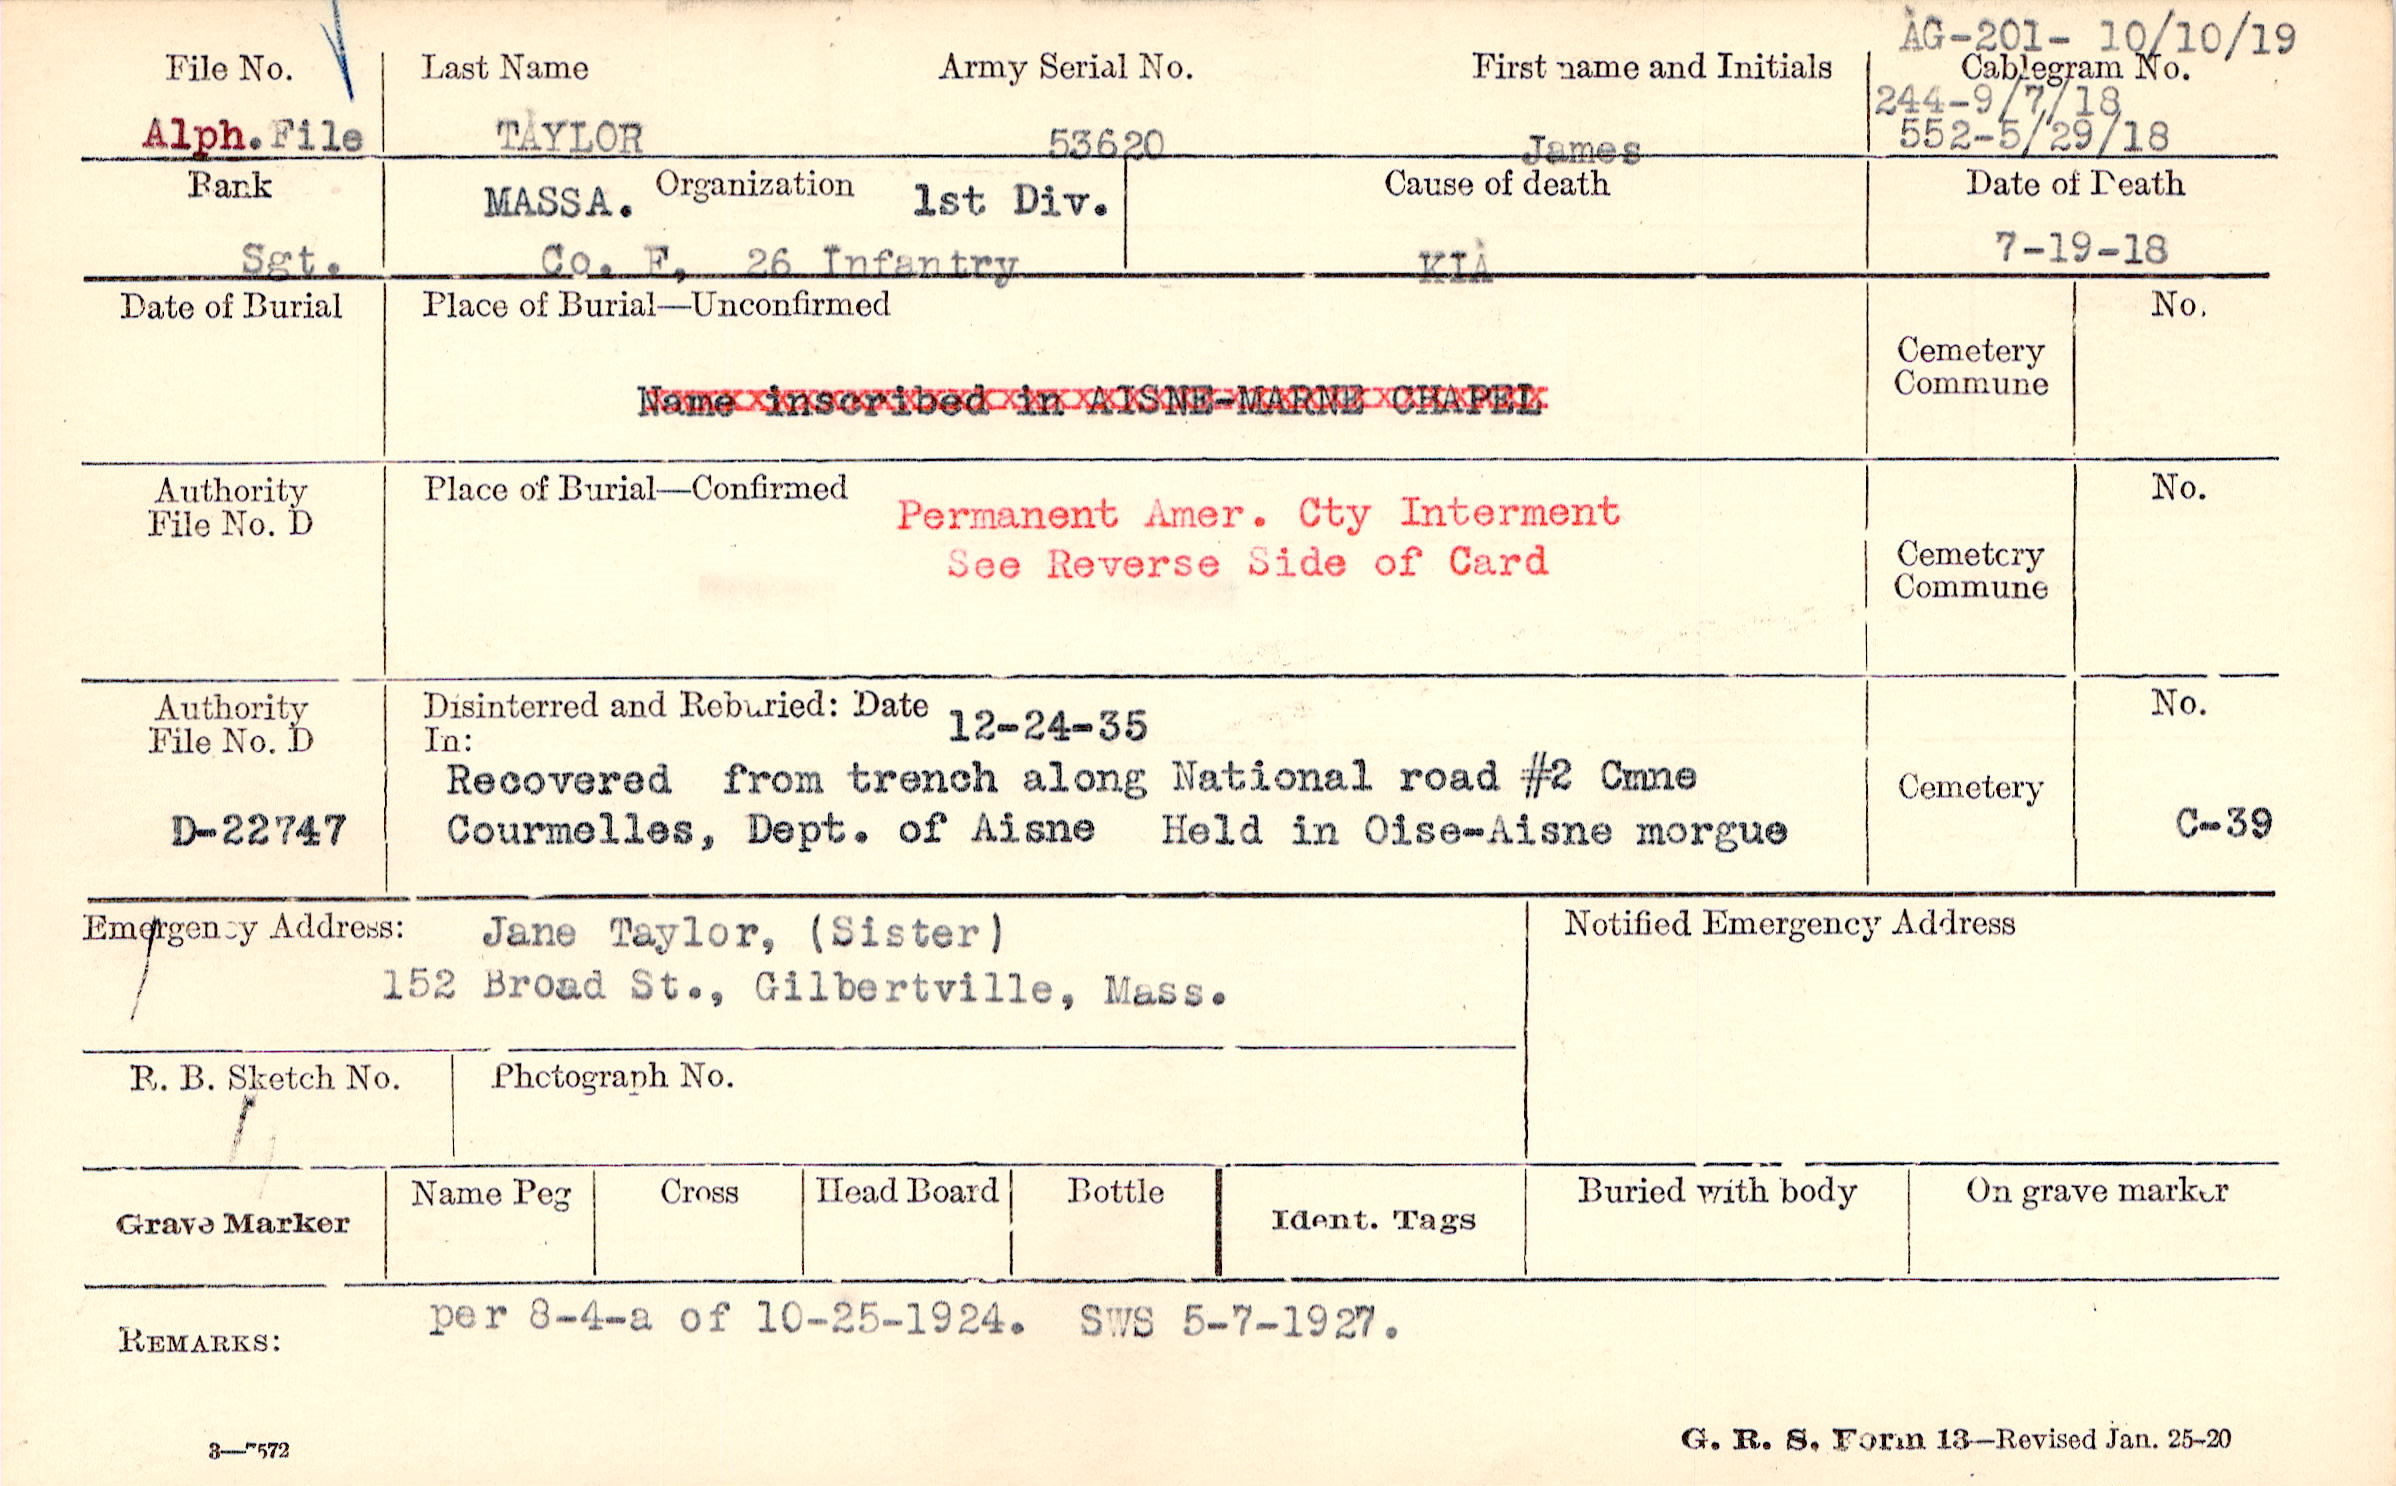 AG-201- 10/10/19
File No. Last Name Army Serial No. First name and Initials Cablegram No.
244-9/7/18
Alph. File TAYLOR 53620 James 552-5/29/18
Rank MASSA. Organization 1st Div. Cause of death Date of Death
Sgt. Co. F, 26 Infantry KIA 7-19-18
Date of Burial Place of Burial—Unconfirmed No.
Cemetery
Commune
Name inscribed in AISNE-MARNE CHAPEL
Authority Place of Burial—Confirmed No.
File No. D Permanent Amer. Cty Interment
See Reverse Side of Card
Cemetery
Commune
Authority Disinterred and Reburied: Date 12-24-35 No.
File No. D In:
Recovered from trench along National road #2 Cmne Cemetery
D-22747 Courmelles, Dept. of Aisne Held in Oise-Aisne morgue C-39
Emergency Address: Jane Taylor, (Sister) Notified Emergency Address
152 Broad St., Gilbertville, Mass.
R. B. Sketch No. Photograph No.
Name Peg Cross Head Board Bottle Buried with body On grave marker
Grave Marker Ident. Tags
REMARKS: per 8-4-a of 10-25-1924. SWS 5-7-1927.
3—7572 G. R. S. Form 13—Revised Jan. 25-20